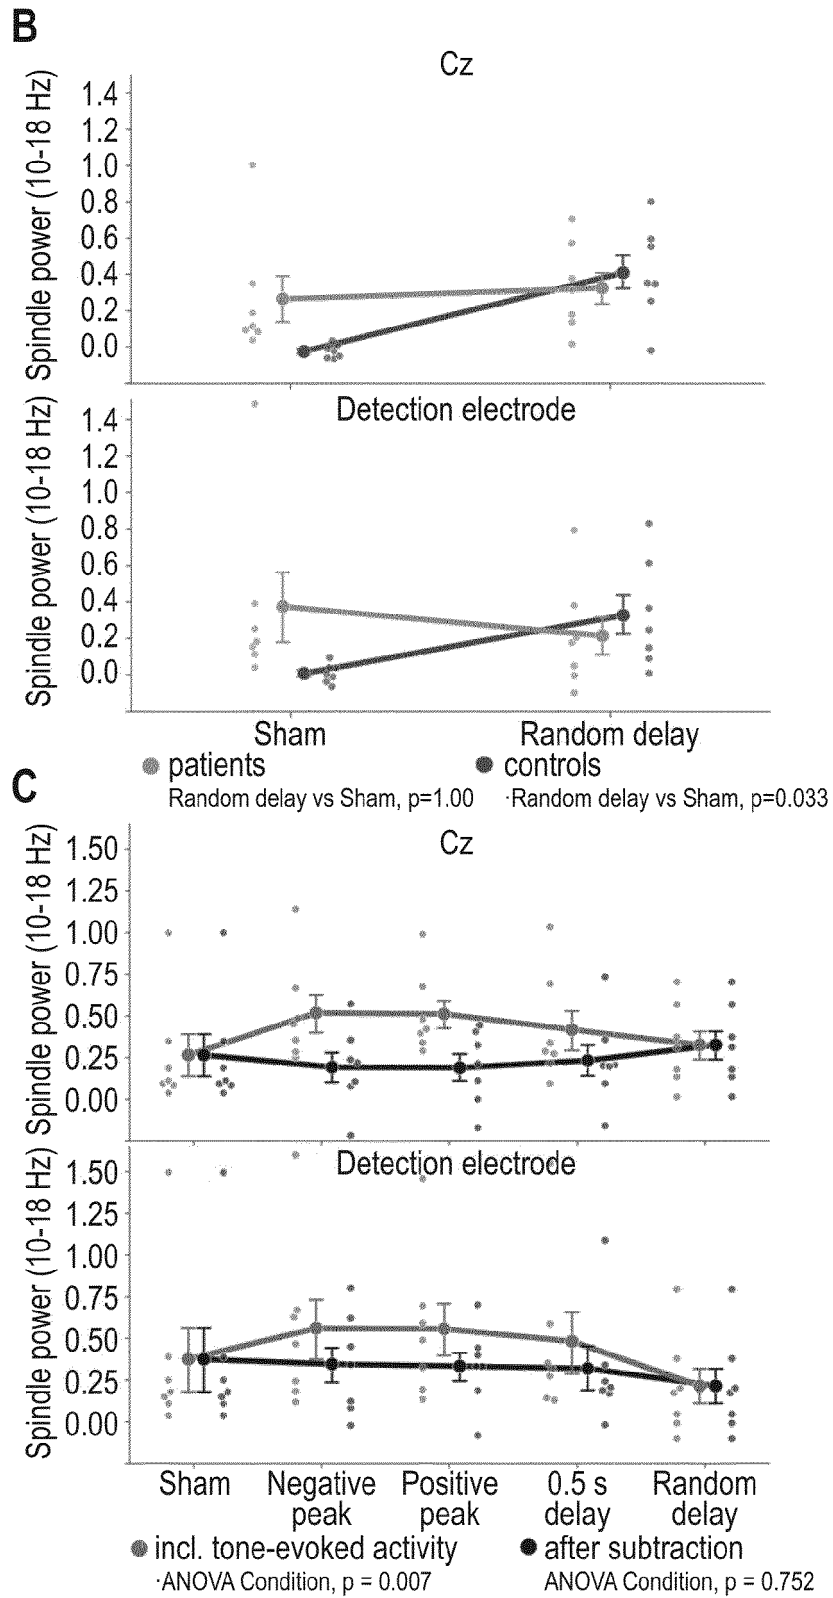 B
Cz
Spindle power (10-18 Hz)
1.4
1.2
1.0
0.8
0.6
0.4
0.2
0.0
Detection electrode
Spindle power (10-18 Hz)
1.4
1.2
1.0
0.8
0.6
0.4
0.2
0.0
Sham Random delay
patients controls
Random delay vs Sham, p=1.00 ·Random delay vs Sham, p=0.033
C
Cz
Spindle power (10-18 Hz)
1.50
1.25
1.00
0.75
0.50
0.25
0.00
Detection electrode
Spindle power (10-18 Hz)
1.50
1.25
1.00
0.75
0.50
0.25
0.00
Sham Negative Positive 0.5 s Random
peak peak delay delay
incl. tone-evoked activity after subtraction
·ANOVA Condition, p = 0.007 ANOVA Condition, p = 0.752